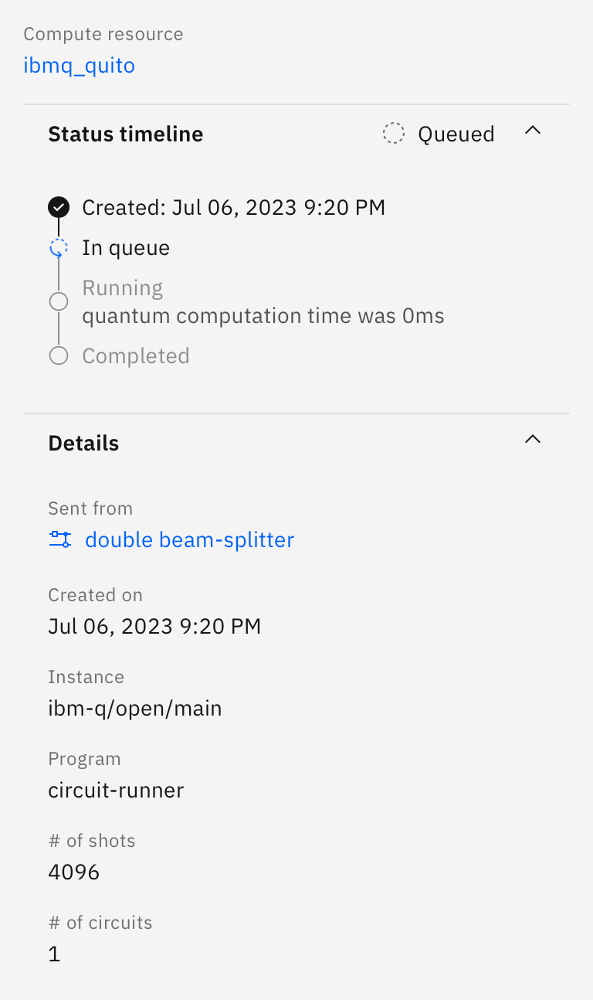 Compute resource
ibmq_quito
Status timeline Queued
Created: Jul 06, 2023 9:20 PM
In queue
Running
quantum computation time was 0ms
Completed
Details
Sent from
double beam-splitter
Created on
Jul 06, 2023 9:20 PM
Instance
ibm-q/open/main
Program
circuit-runner
# of shots
4096
# of circuits
1